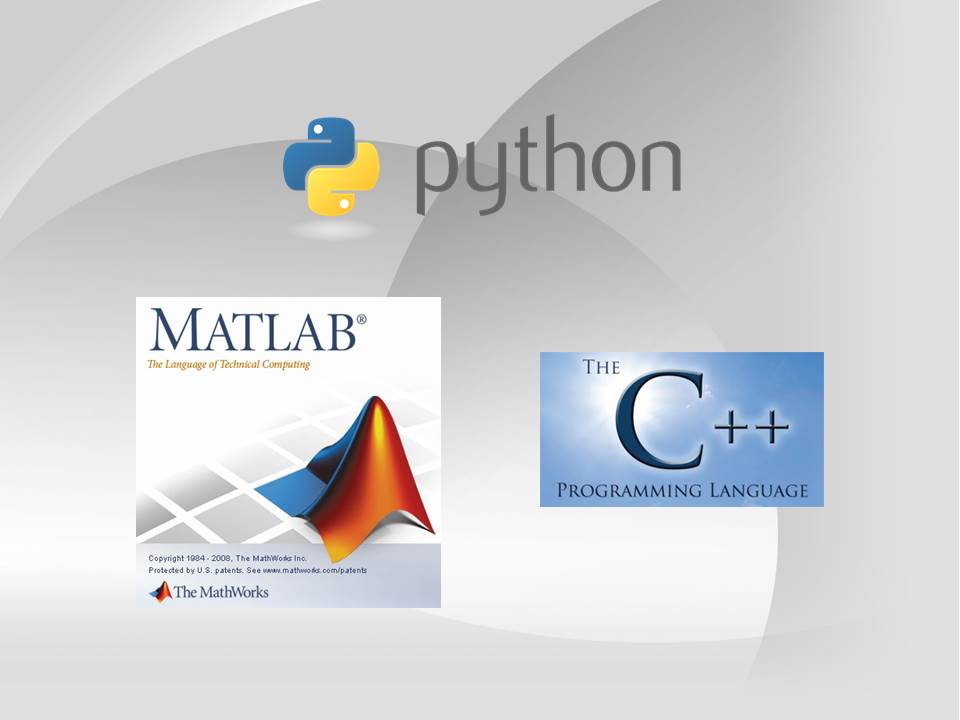 python
MATLAB®
The Language of Technical Computing
Copyright 1984 - 2008, The MathWorks Inc.
Protected by U.S. patents. See www.mathworks.com/patents
The MathWorks
THE
C++
PROGRAMMING LANGUAGE